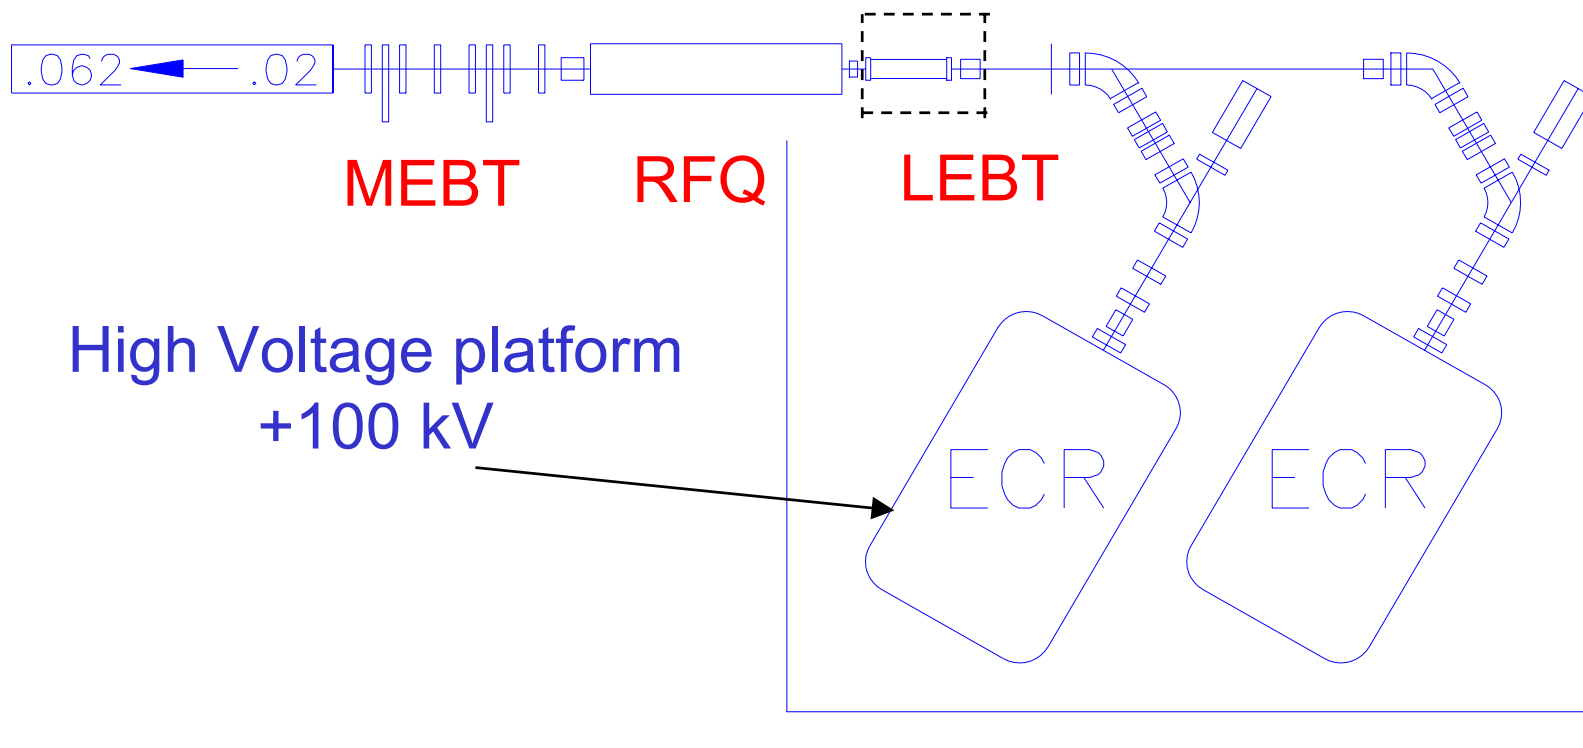 .062 .02
MEBT RFQ LEBT
High Voltage platform
+100 kV
ECR ECR